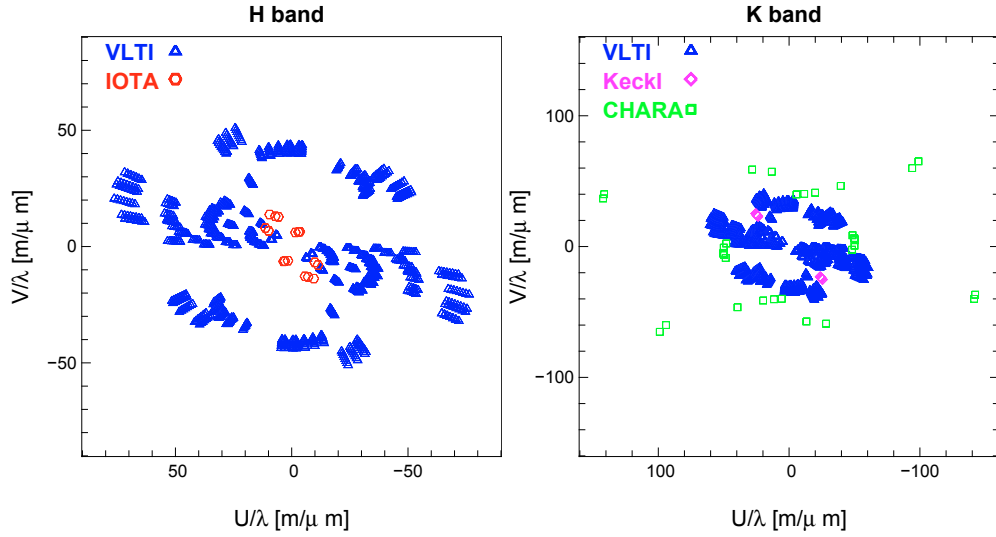 H band
VLTI
IOTA
50
0
−50
50
0
−50
V/λ [m/μ m]
U/λ [m/μ m]
K band
VLTI
KeckI
CHARA
100
0
−100
100
0
−100
V/λ [m/μ m]
U/λ [m/μ m]